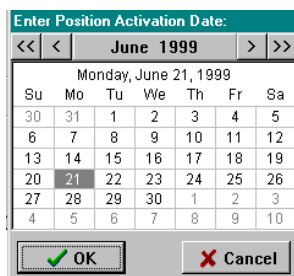 Enter Position Activation Date:
<< < June 1999 > >>
Monday, June 21, 1999
Su Mo Tu We Th Fr Sa
30 31 1 2 3 4 5
6 7 8 9 10 11 12
13 14 15 16 17 18 19
20 21 22 23 24 25 26
27 28 29 30 1 2 3
4 5 6 7 8 9 10
OK Cancel